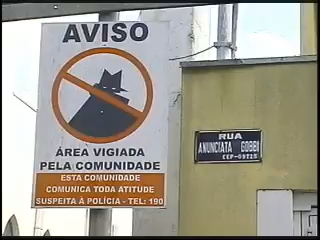 AVISO
ÁREA VIGIADA
PELA COMUNIDADE
ESTA COMUNIDADE
COMUNICA TODA ATITUDE
SUSPEITA À POLÍCIA - TEL: 190
RUA
ANUNCIATA GOBBI